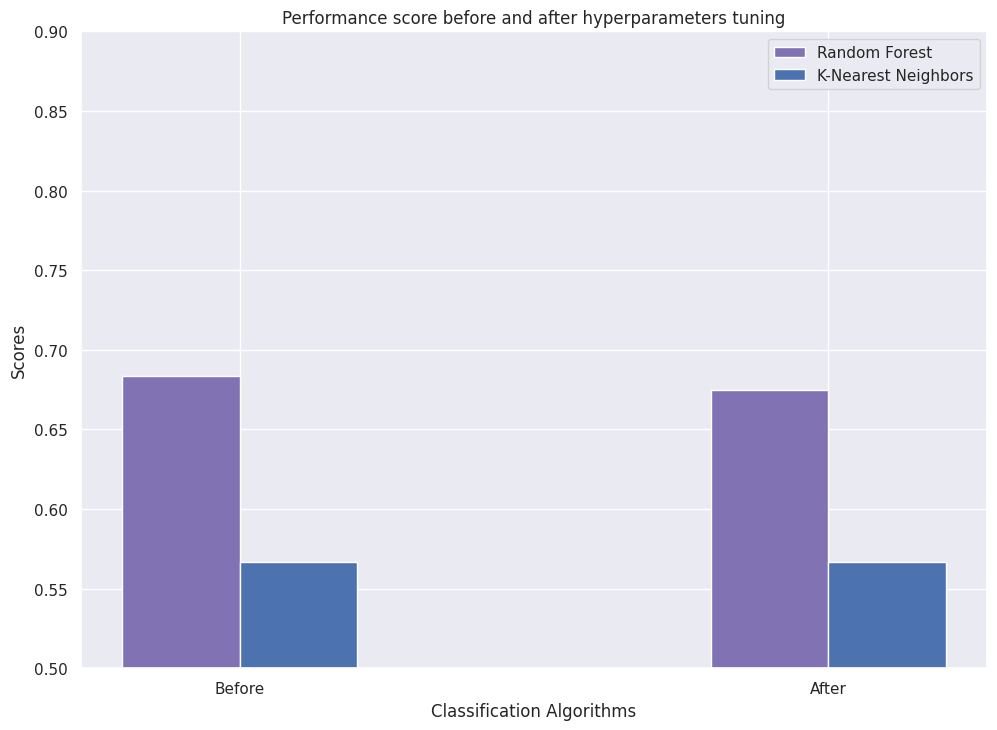 Performance score before and after hyperparameters tuning
Random Forest
K-Nearest Neighbors
Scores
0.90
0.85
0.80
0.75
0.70
0.65
0.60
0.55
0.50
Before
After
Classification Algorithms